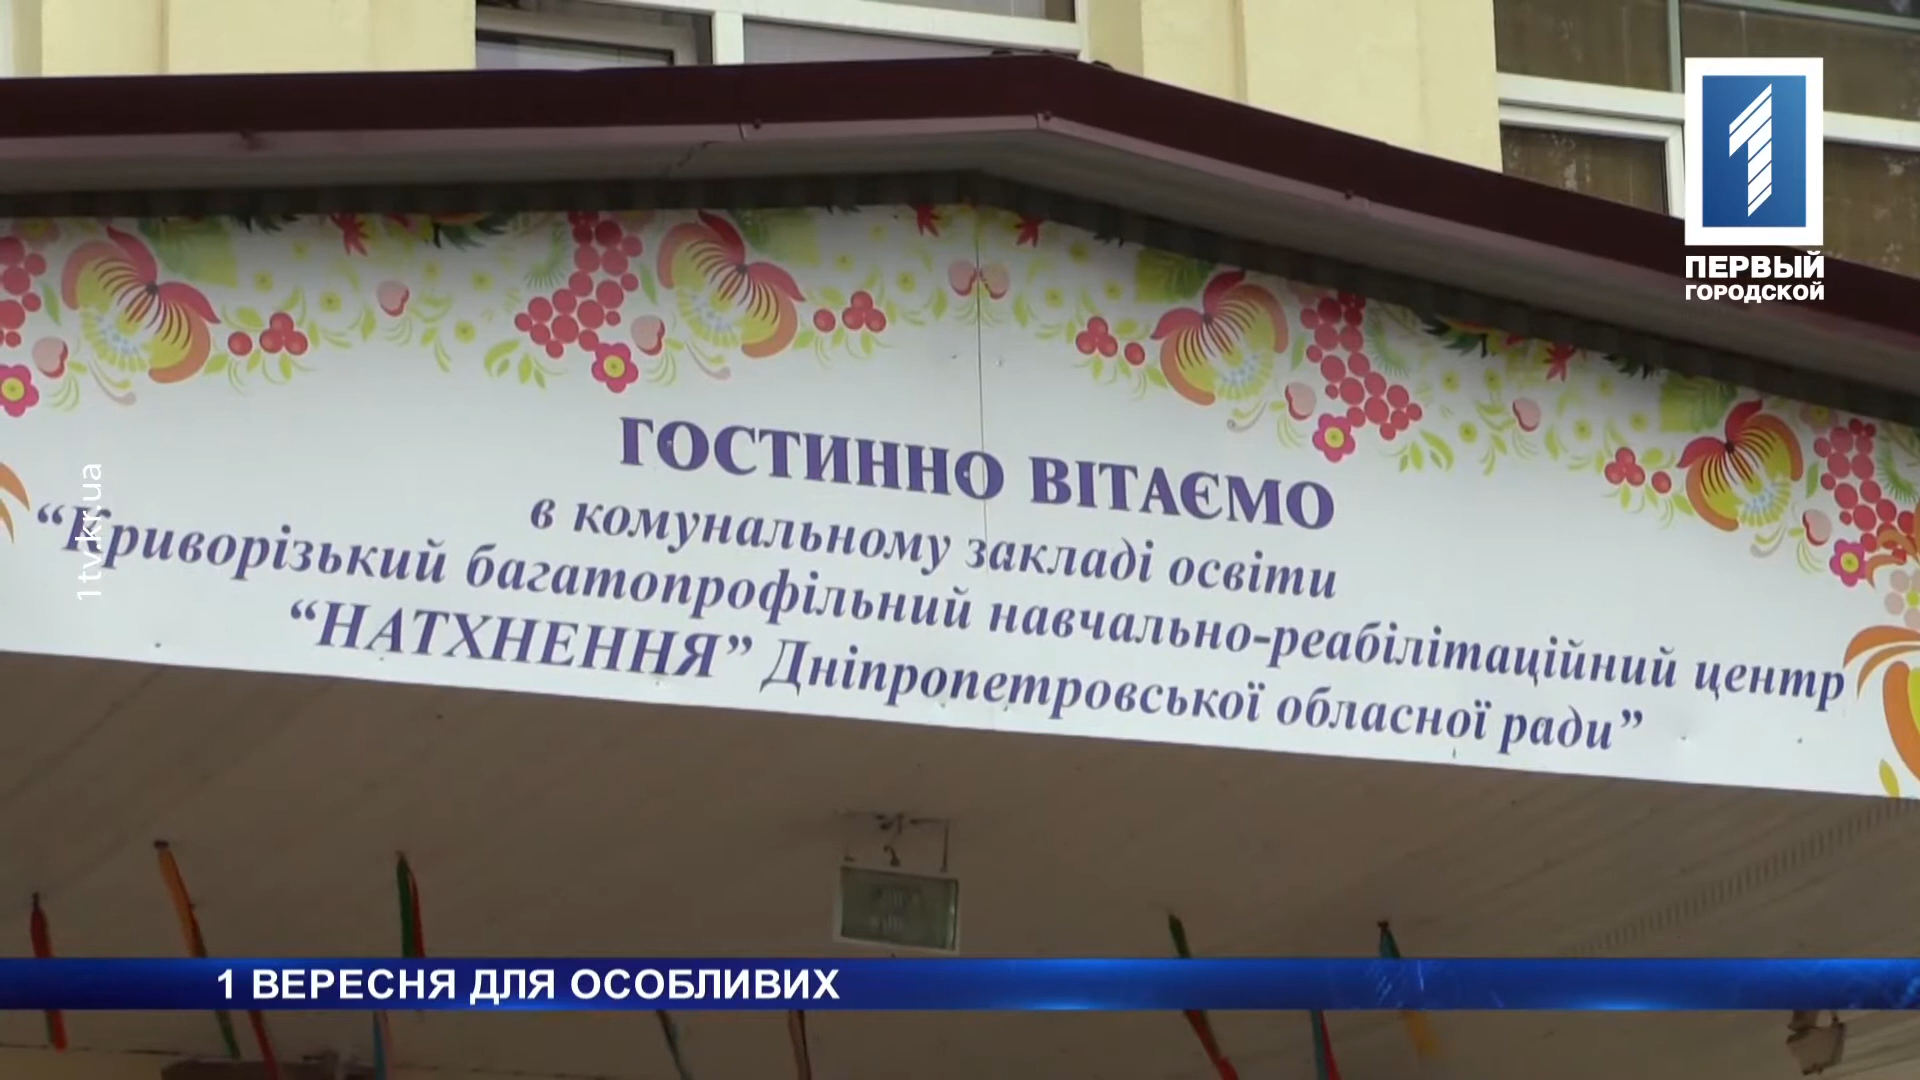 ПЕРВЫЙ
ГОРОДСКОЙ
ГОСТИННО ВІТАЄМО
в комунальному закладі освіти
“Криворізький багатопрофільний навчально-реабілітаційний центр
“НАТХНЕННЯ” Дніпропетровської обласної ради”
1tv.kr.ua
1 ВЕРЕСНЯ ДЛЯ ОСОБЛИВИХ